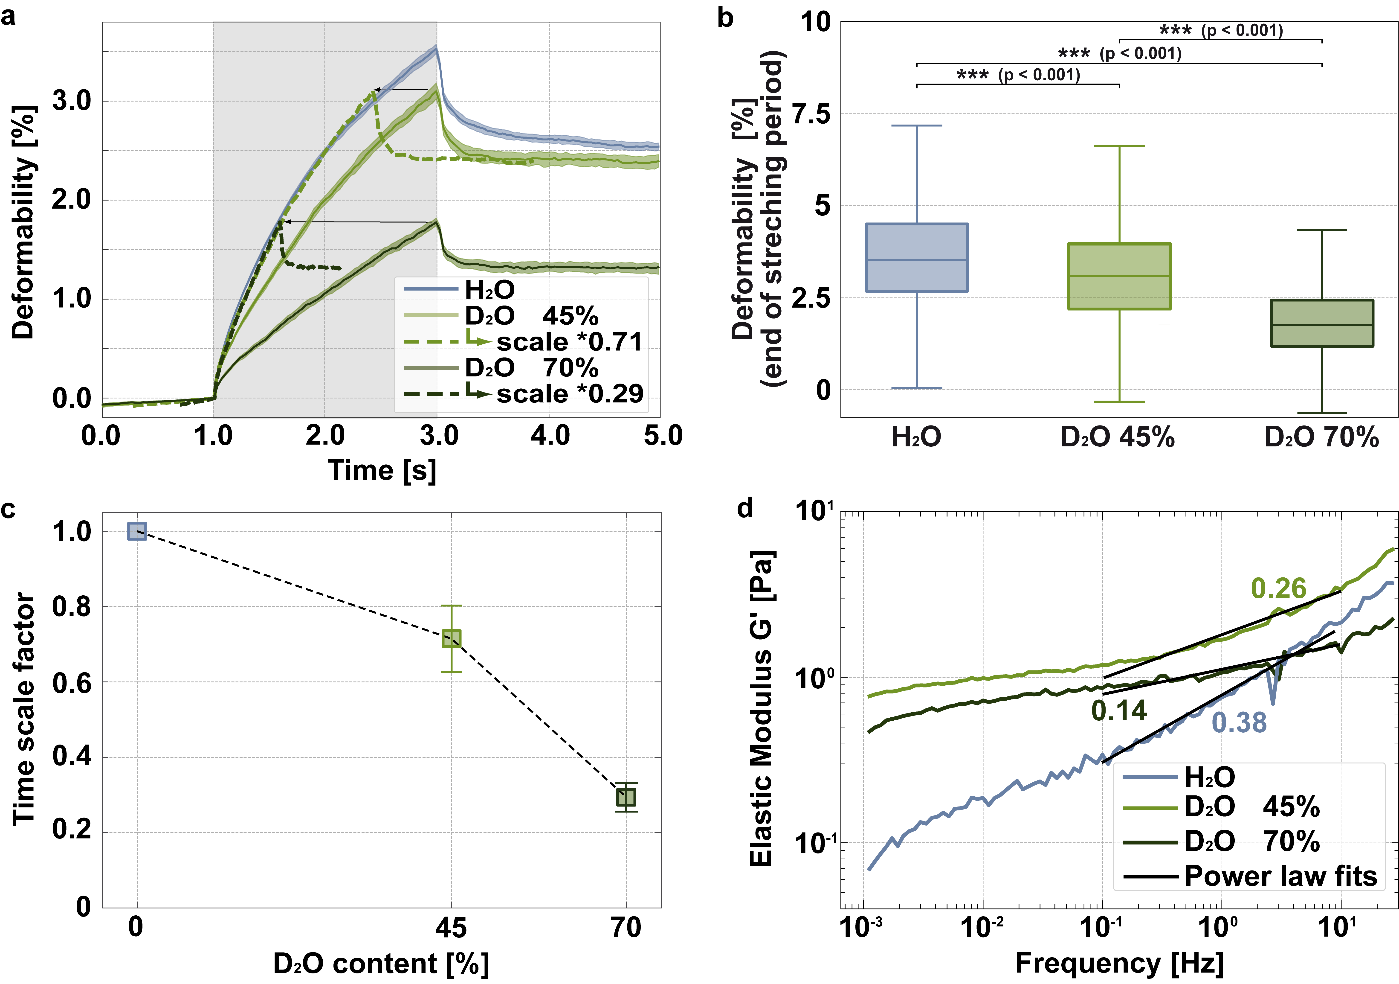 a
Deformability [%]
3.0
2.0
1.0
0.0
0.0 1.0 2.0 3.0 4.0 5.0
Time [s]
H₂O
D₂O 45%
scale *0.71
D₂O 70%
scale *0.29
b
Deformability [%]
(end of streching period)
10
7.5
5
2.5
0
*** (p < 0.001)
*** (p < 0.001)
*** (p < 0.001)
H₂O D₂O 45% D₂O 70%
c
Time scale factor
1.0
0.8
0.6
0.4
0.2
0
0 45 70
D₂O content [%]
d
Elastic Modulus G' [Pa]
10¹
10⁰
10⁻¹
0.26
0.14
0.38
H₂O
D₂O 45%
D₂O 70%
Power law fits
10⁻³ 10⁻² 10⁻¹ 10⁰ 10¹
Frequency [Hz]